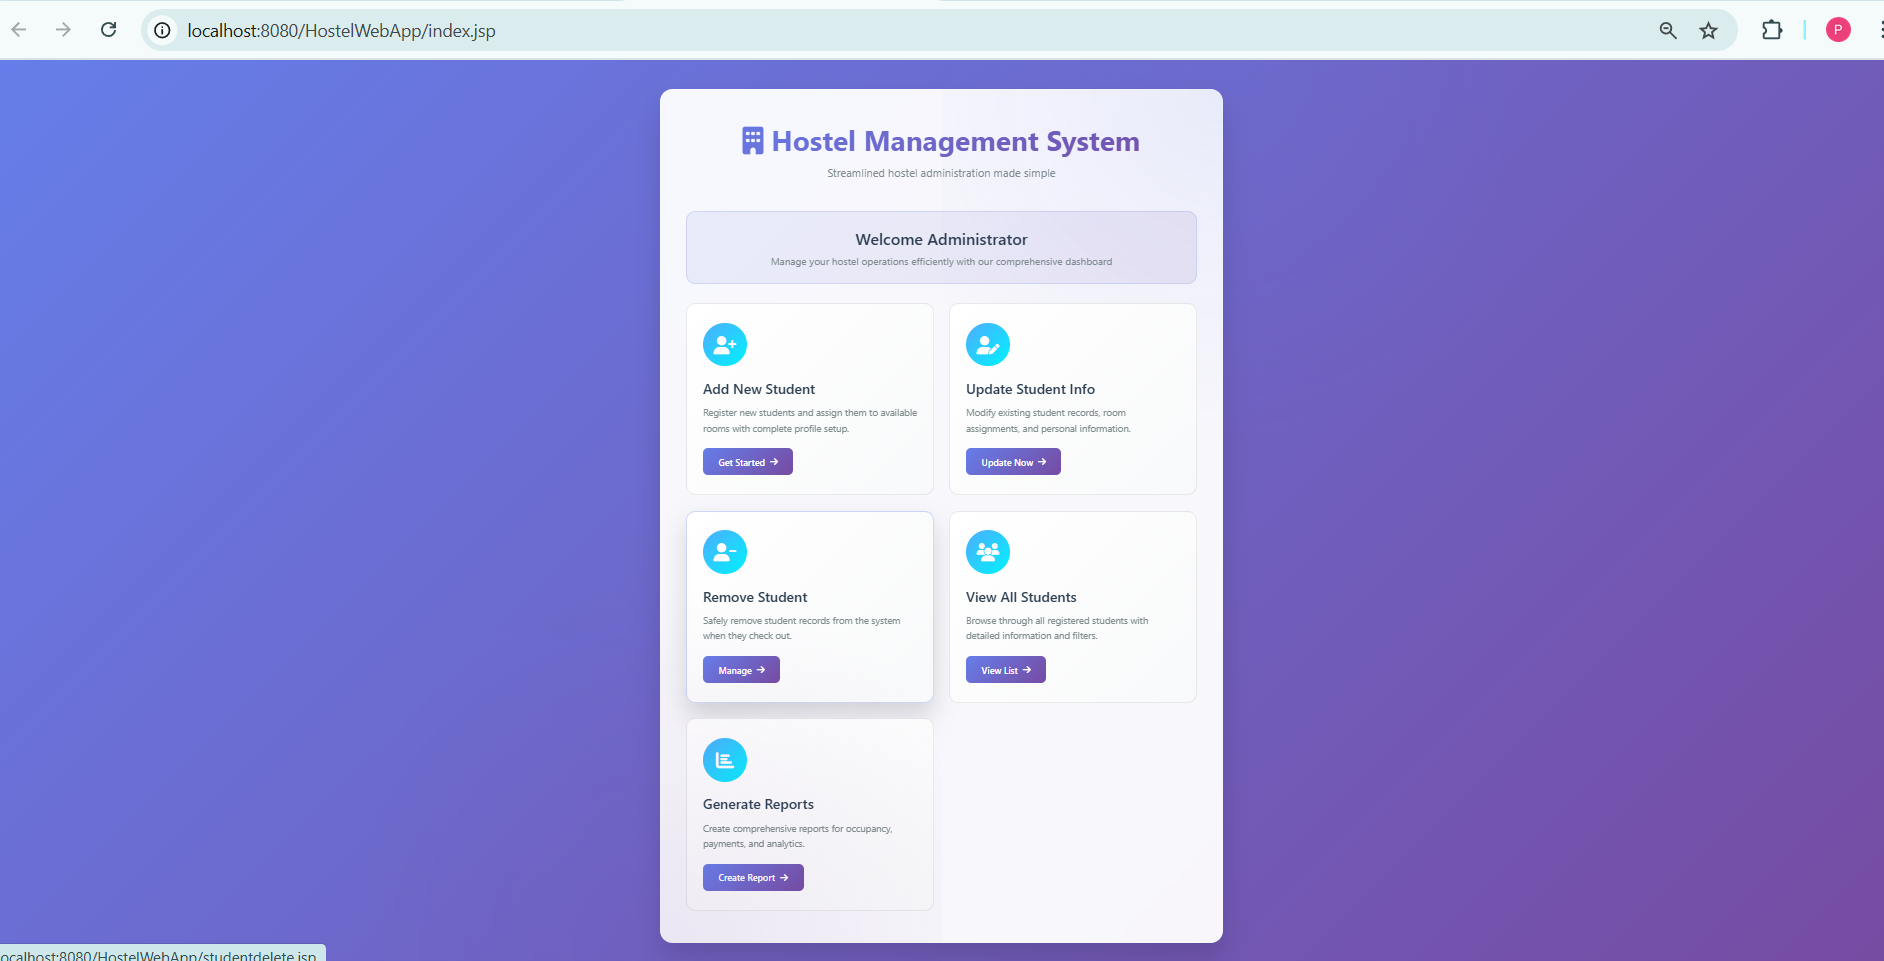 localhost:8080/HostelWebApp/index.jsp
P
Hostel Management System
Streamlined hostel administration made simple
Welcome Administrator
Manage your hostel operations efficiently with our comprehensive dashboard
Add New Student
Register new students and assign them to available
rooms with complete profile setup.
Get Started →
Update Student Info
Modify existing student records, room
assignments, and personal information.
Update Now →
Remove Student
Safely remove student records from the system
when they check out.
Manage →
View All Students
Browse through all registered students with
detailed information and filters.
View List →
Generate Reports
Create comprehensive reports for occupancy,
payments, and analytics.
Create Report →
ocalhost:8080/HostelWebApp/studentdelete.jsp